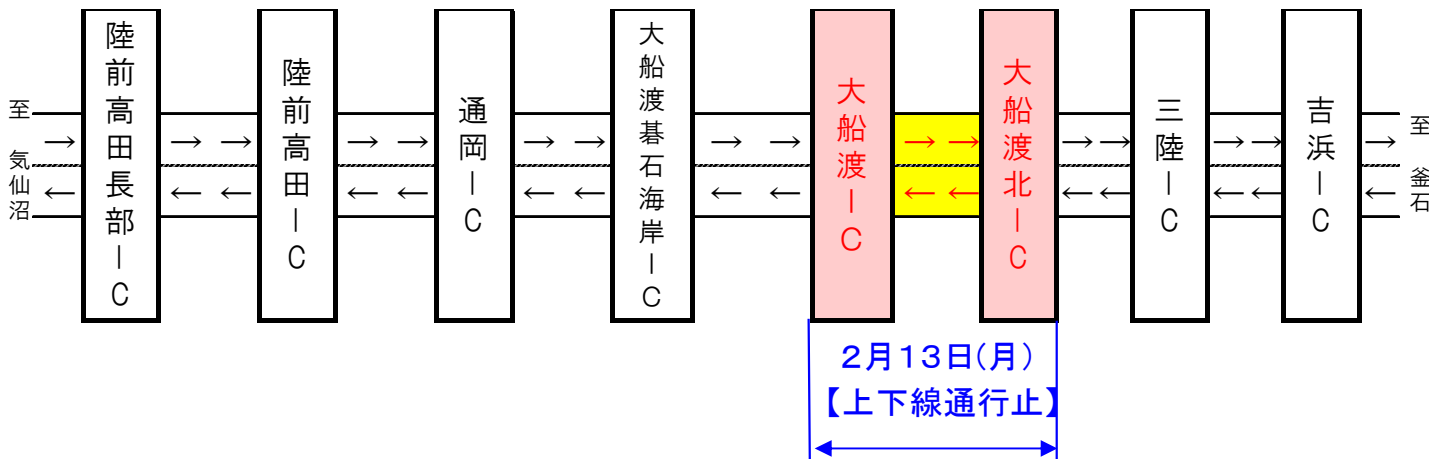 至 気仙沼
→
←
陸前高田長部IC
→ →
← ←
陸前高田IC
→ →
← ←
通岡IC
→ →
← ←
大船渡碁石海岸IC
→ →
← ←
大船渡IC
→ →
← ←
大船渡北IC
→ →
← ←
三陸IC
→ →
← ←
吉浜IC
→
←
至 釜石
2月13日(月)
【上下線通行止】